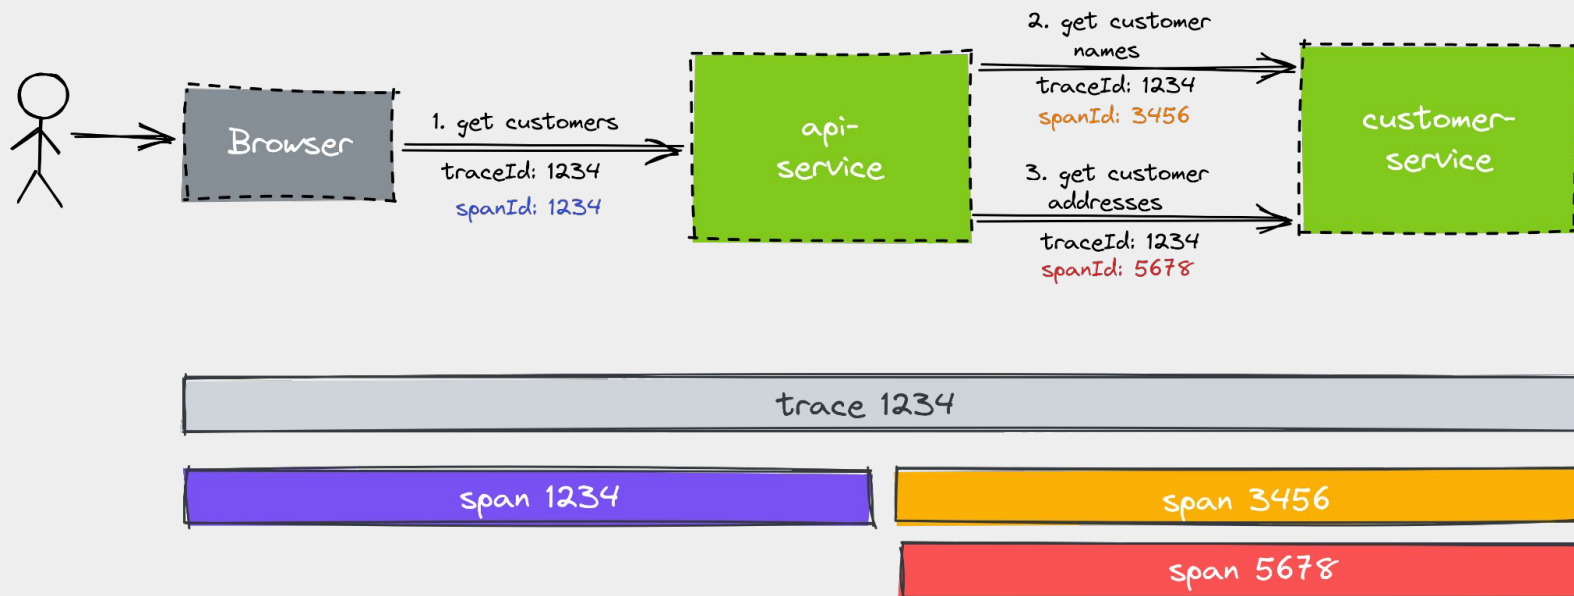 Browser
1. get customers
traceId: 1234
spanId: 1234
api-
service
2. get customer
names
traceId: 1234
spanId: 3456
3. get customer
addresses
traceId: 1234
spanId: 5678
customer-
service
trace 1234
span 1234
span 3456
span 5678